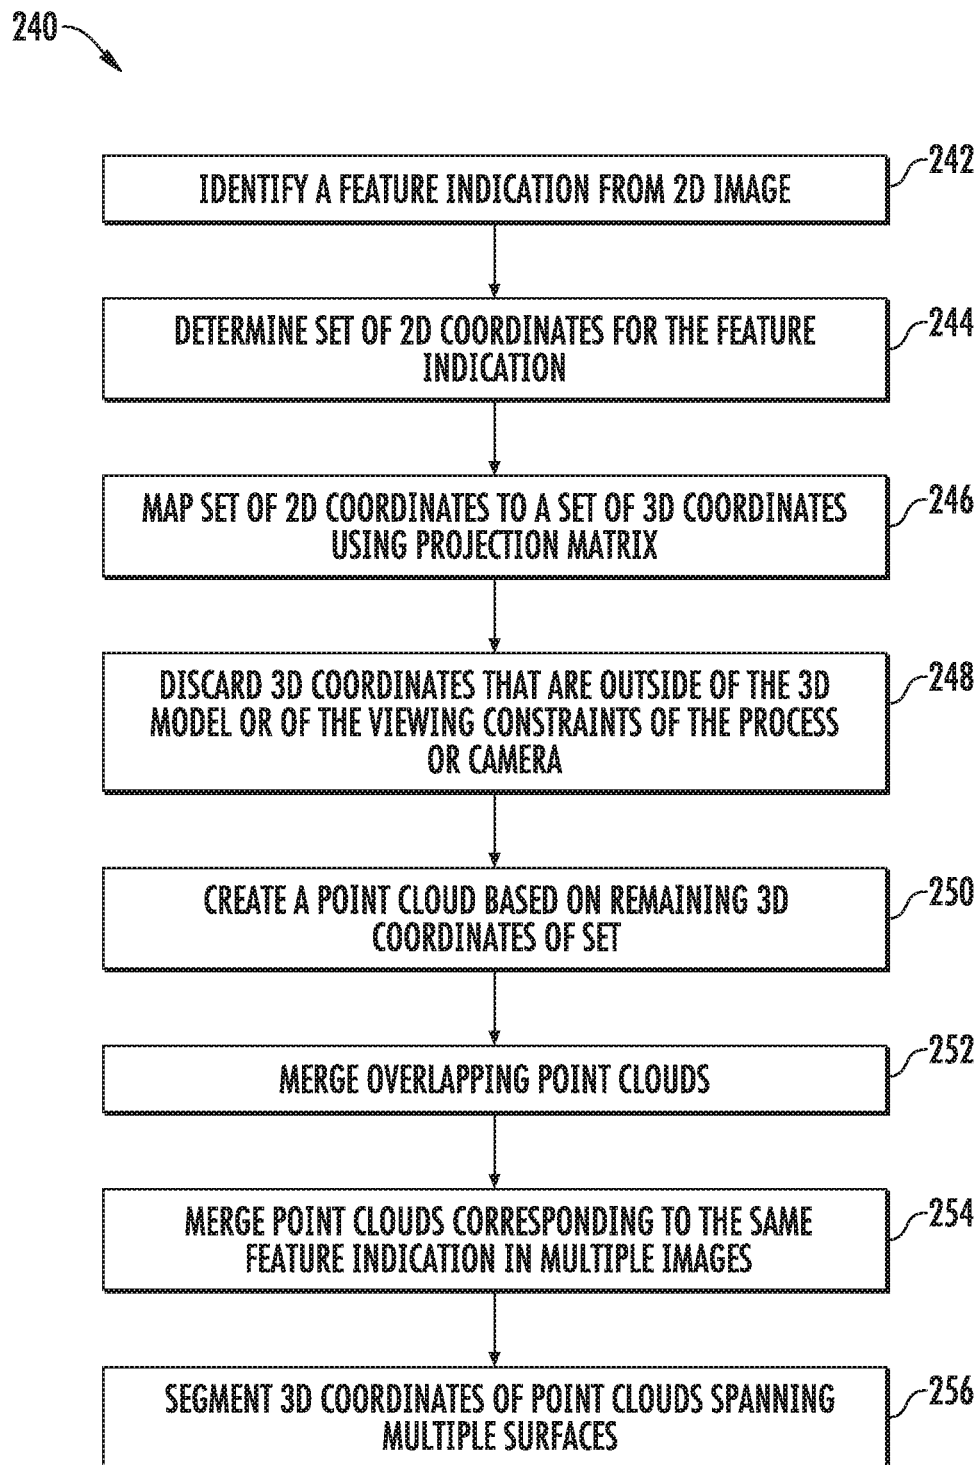 240
IDENTIFY A FEATURE INDICATION FROM 2D IMAGE
242
DETERMINE SET OF 2D COORDINATES FOR THE FEATURE
INDICATION
244
MAP SET OF 2D COORDINATES TO A SET OF 3D COORDINATES
USING PROJECTION MATRIX
246
DISCARD 3D COORDINATES THAT ARE OUTSIDE OF THE 3D
MODEL OR OF THE VIEWING CONSTRAINTS OF THE PROCESS
OR CAMERA
248
CREATE A POINT CLOUD BASED ON REMAINING 3D
COORDINATES OF SET
250
MERGE OVERLAPPING POINT CLOUDS
252
MERGE POINT CLOUDS CORRESPONDING TO THE SAME
FEATURE INDICATION IN MULTIPLE IMAGES
254
SEGMENT 3D COORDINATES OF POINT CLOUDS SPANNING
MULTIPLE SURFACES
256